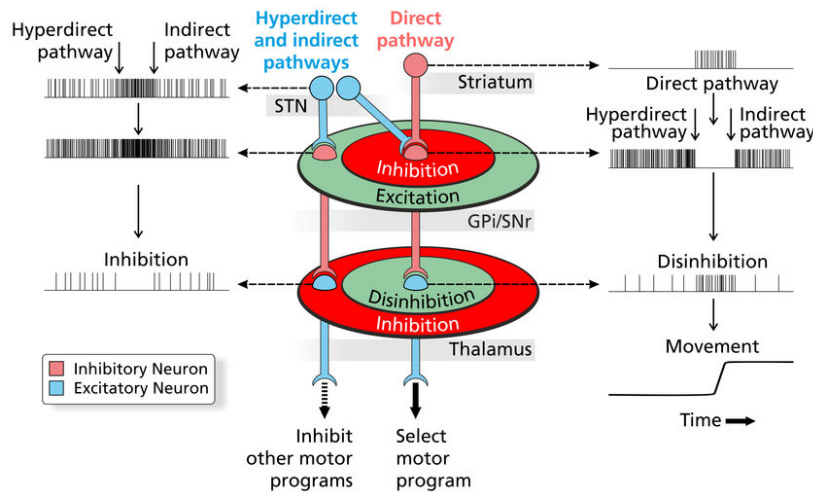 Hyperdirect
pathway
Indirect
pathway
Hyperdirect
and indirect
pathways
Direct
pathway
STN
Striatum
Direct pathway
Hyperdirect
pathway
Indirect
pathway
Inhibition
Excitation
GPi/SNr
Inhibition
Disinhibition
Inhibition
Disinhibition
Thalamus
Movement
Inhibitory Neuron
Excitatory Neuron
Time
Inhibit
other motor
programs
Select
motor
program